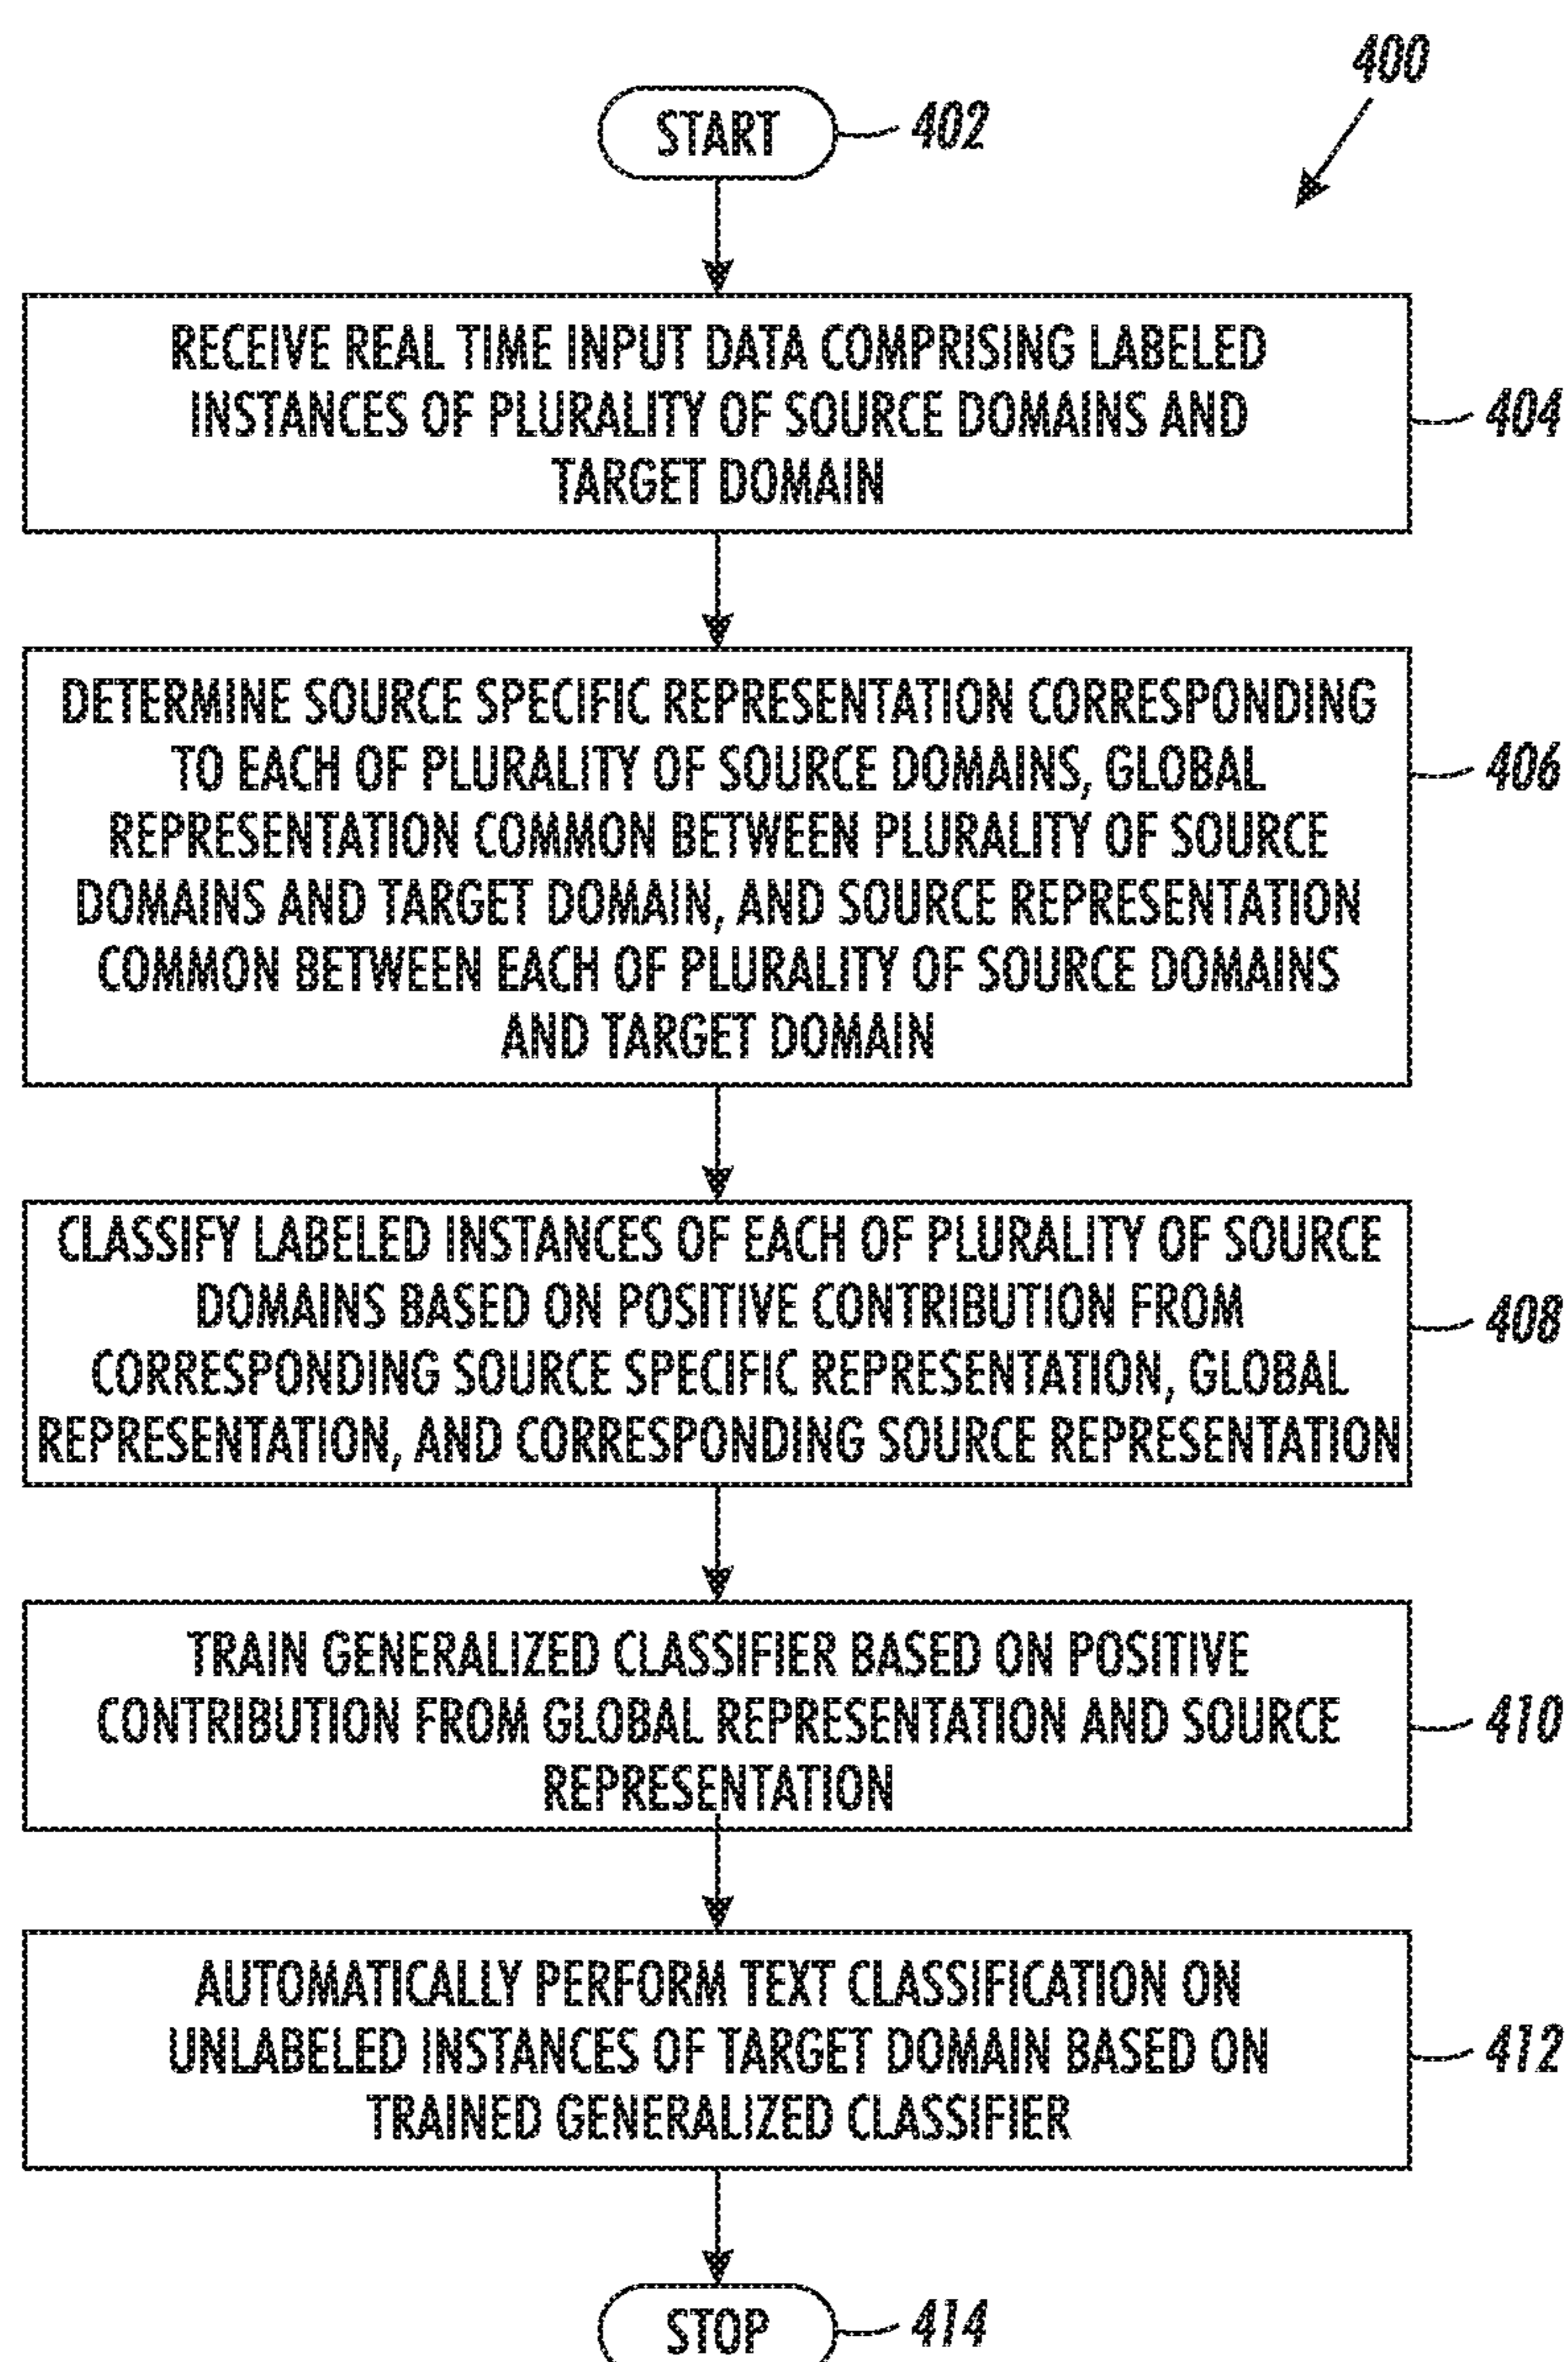 400
START
402
RECEIVE REAL TIME INPUT DATA COMPRISING LABELED
INSTANCES OF PLURALITY OF SOURCE DOMAINS AND
TARGET DOMAIN
404
DETERMINE SOURCE SPECIFIC REPRESENTATION CORRESPONDING
TO EACH OF PLURALITY OF SOURCE DOMAINS, GLOBAL
REPRESENTATION COMMON BETWEEN PLURALITY OF SOURCE
DOMAINS AND TARGET DOMAIN, AND SOURCE REPRESENTATION
COMMON BETWEEN EACH OF PLURALITY OF SOURCE DOMAINS
AND TARGET DOMAIN
406
CLASSIFY LABELED INSTANCES OF EACH OF PLURALITY OF SOURCE
DOMAINS BASED ON POSITIVE CONTRIBUTION FROM
CORRESPONDING SOURCE SPECIFIC REPRESENTATION, GLOBAL
REPRESENTATION, AND CORRESPONDING SOURCE REPRESENTATION
408
TRAIN GENERALIZED CLASSIFIER BASED ON POSITIVE
CONTRIBUTION FROM GLOBAL REPRESENTATION AND SOURCE
REPRESENTATION
410
AUTOMATICALLY PERFORM TEXT CLASSIFICATION ON
UNLABELED INSTANCES OF TARGET DOMAIN BASED ON
TRAINED GENERALIZED CLASSIFIER
412
STOP
414